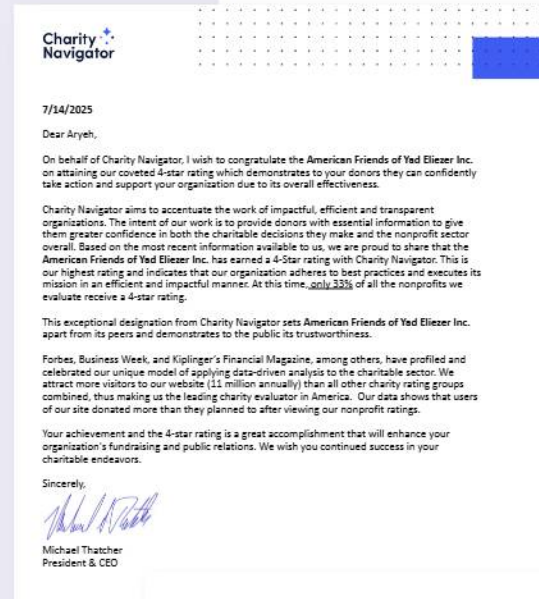 Charity
Navigator
7/14/2025
Dear Aryeh,
On behalf of Charity Navigator, I wish to congratulate the American Friends of Yad Eliezer Inc.
on attaining our coveted 4-star rating which demonstrates to your donors they can confidently
take action and support your organization due to its overall effectiveness.
Charity Navigator aims to accentuate the work of impactful, efficient and transparent
organizations. The intent of our work is to provide donors with essential information to give
them greater confidence in both the charitable decisions they make and the nonprofit sector
overall. Based on the most recent information available to us, we are proud to share that the
American Friends of Yad Eliezer Inc. has earned a 4-Star rating with Charity Navigator. This is
our highest rating and indicates that our organization adheres to best practices and executes its
mission in an efficient and impactful manner. At this time, only 33% of all the nonprofits we
evaluate receive a 4-star rating.
This exceptional designation from Charity Navigator sets American Friends of Yad Eliezer Inc.
apart from its peers and demonstrates to the public its trustworthiness.
Forbes, Business Week, and Kiplinger's Financial Magazine, among others, have profiled and
celebrated our unique model of applying data-driven analysis to the charitable sector. We
attract more visitors to our website (11 million annually) than all other charity rating groups
combined, thus making us the leading charity evaluator in America. Our data shows that users
of our site donated more than they planned to after viewing our nonprofit ratings.
Your achievement and the 4-star rating is a great accomplishment that will enhance your
organization's fundraising and public relations. We wish you continued success in your
charitable endeavors.
Sincerely,
Michael Thatcher
President & CEO